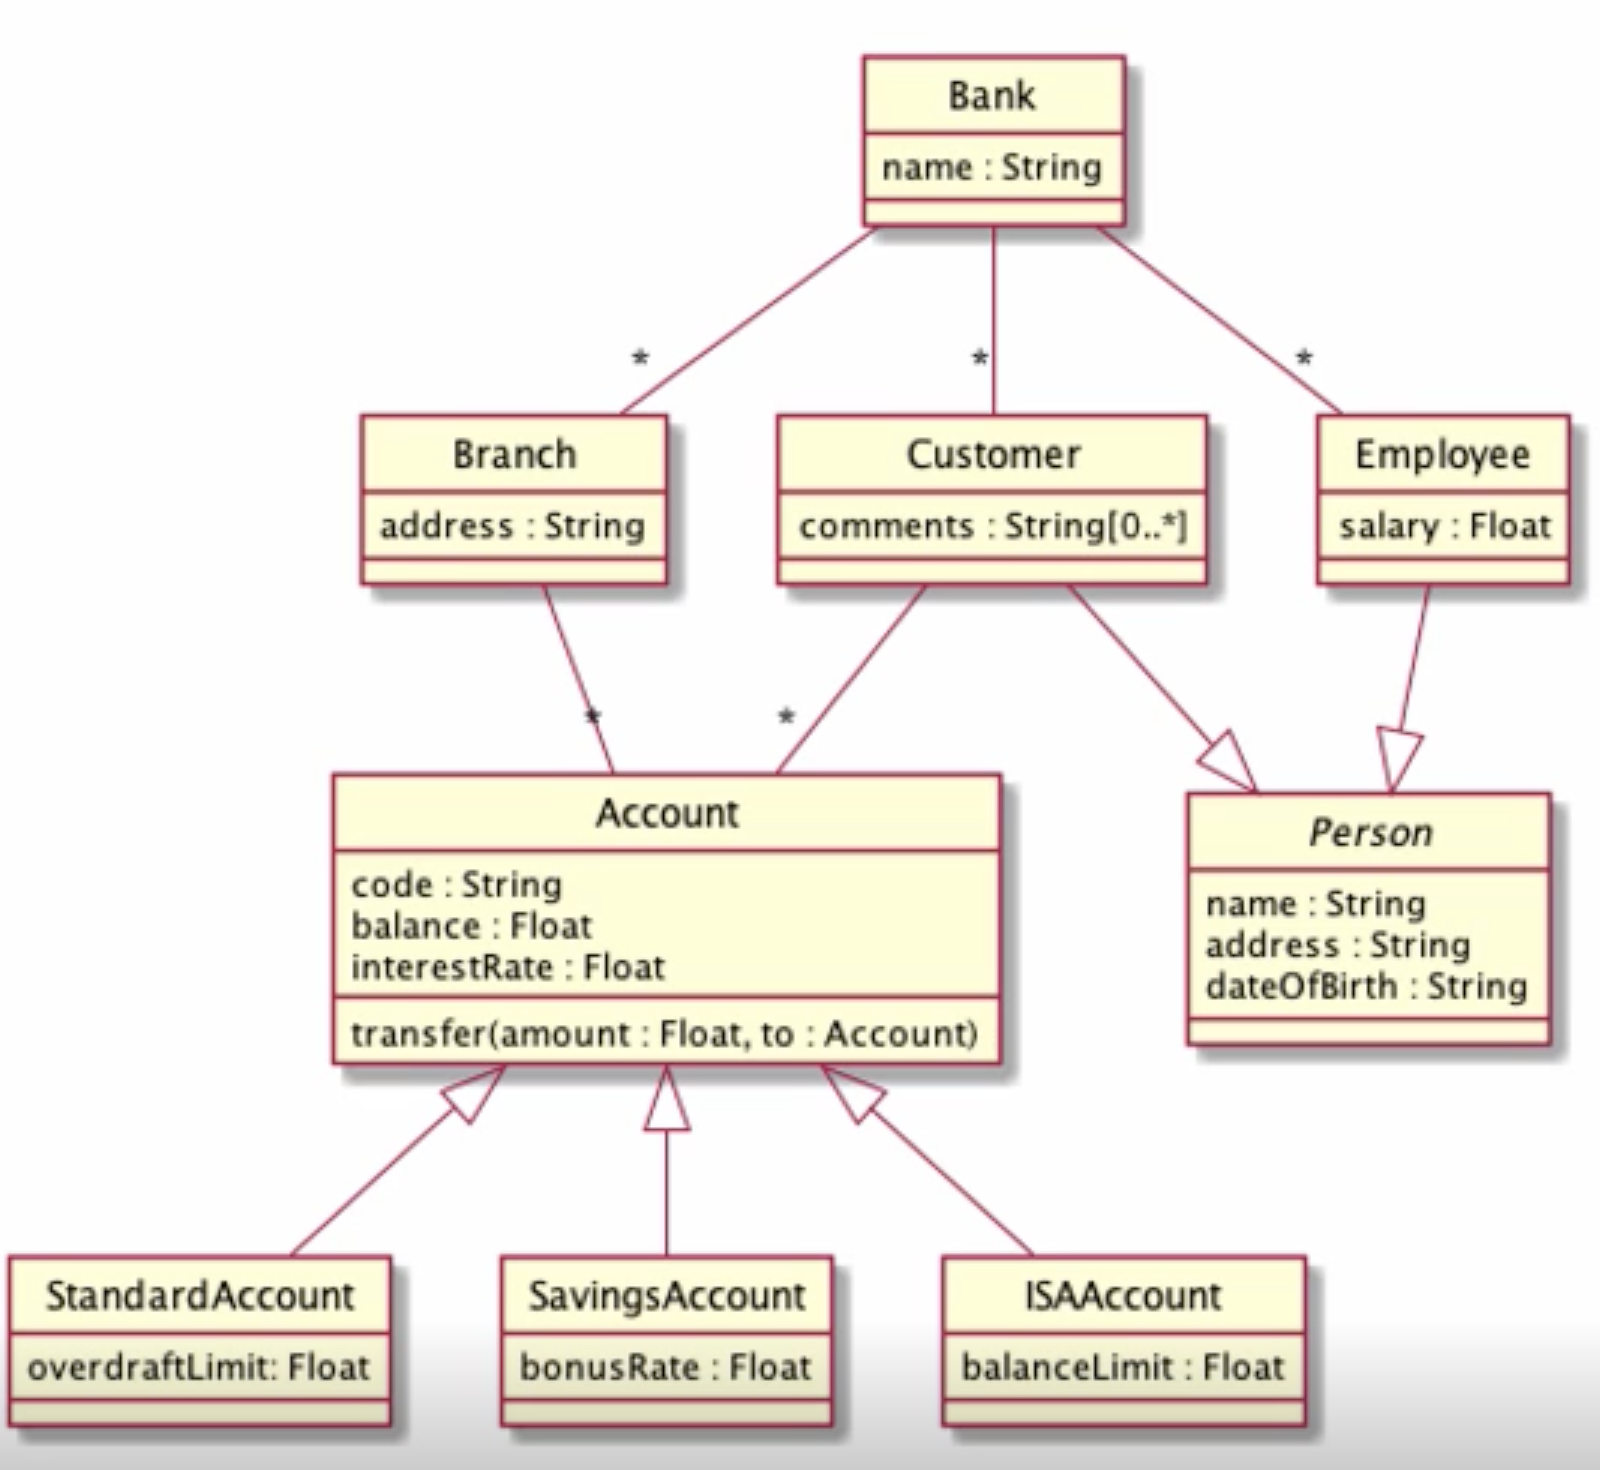 Bank
name : String
*
*
*
Branch
address : String
Customer
comments : String[0..*]
Employee
salary : Float
*
*
Account
code : String
balance : Float
interestRate : Float
transfer(amount : Float, to : Account)
Person
name : String
address : String
dateOfBirth : String
StandardAccount
overdraftLimit: Float
SavingsAccount
bonusRate : Float
ISAAccount
balanceLimit : Float